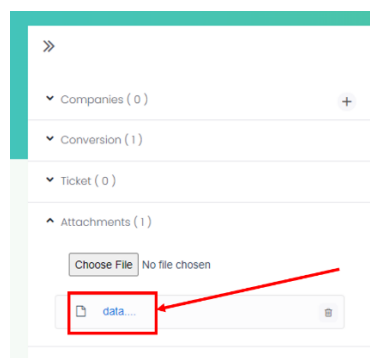 Companies ( 0 )
Conversion ( 1 )
Ticket ( 0 )
Attachments ( 1 )
Choose File No file chosen
data....